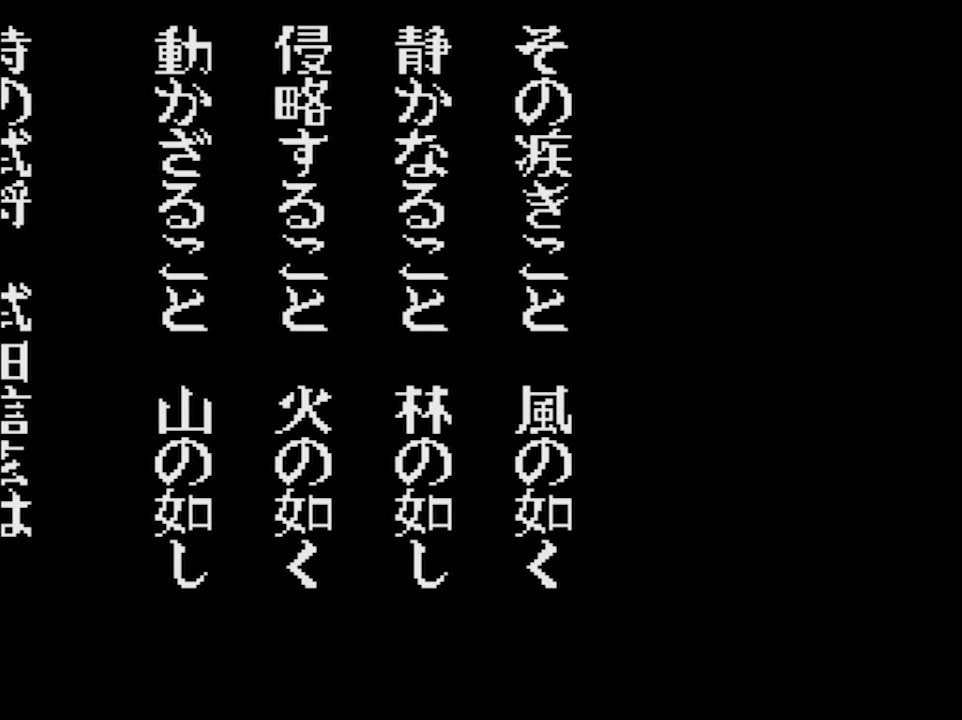 その疾きこと　風の如く
静かなること　林の如し
侵略すること　火の如く
動かざること　山の如し